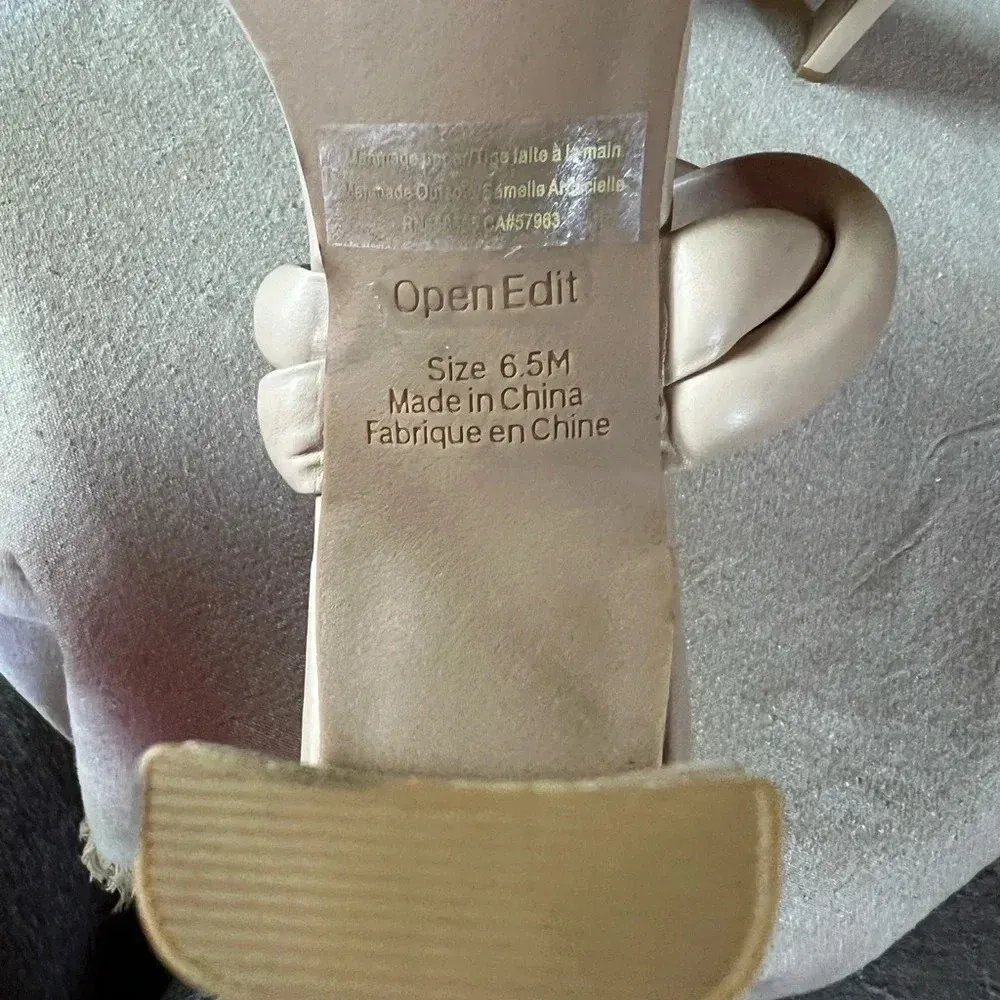 Manmade Upper/Tige faite à la main
Manmade Outsole/Semelle Artificielle
CA#57963
Open Edit
Size 6.5M
Made in China
Fabrique en Chine